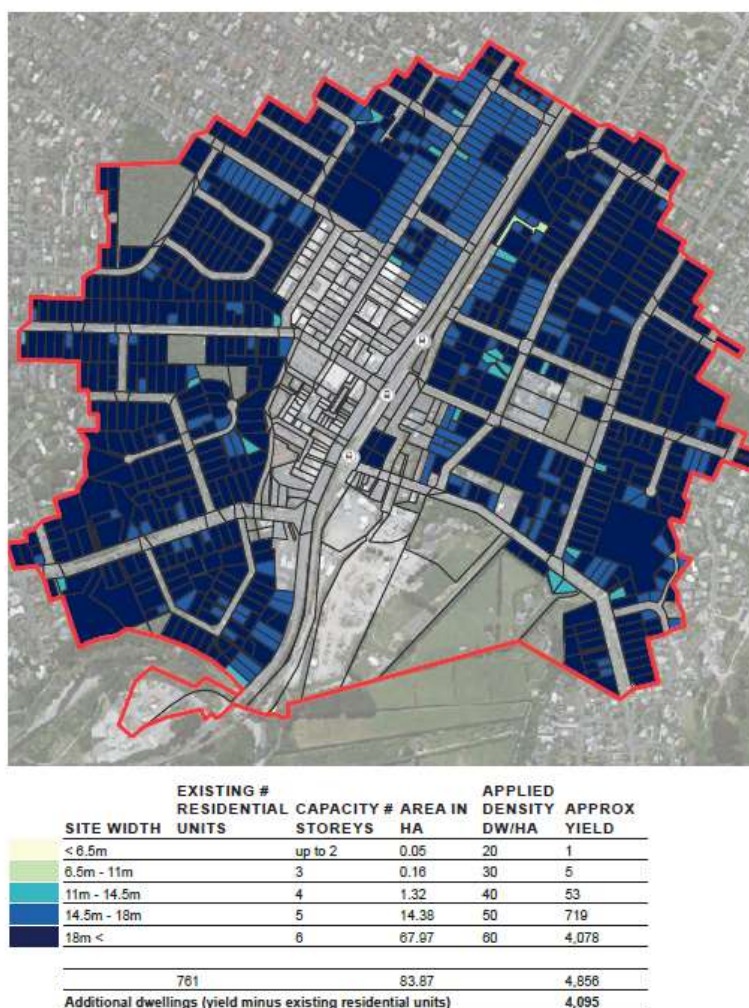 EXISTING #
RESIDENTIAL CAPACITY # AREA IN
APPLIED
DENSITY APPROX
SITE WIDTH UNITS STOREYS HA DW/HA YIELD
< 6.5m up to 2 0.05 20 1
6.5m - 11m 3 0.16 30 5
11m - 14.5m 4 1.32 40 53
14.5m - 18m 5 14.38 50 719
18m < 6 67.97 60 4,078
761 83.87 4,856
Additional dwellings (yield minus existing residential units) 4,095